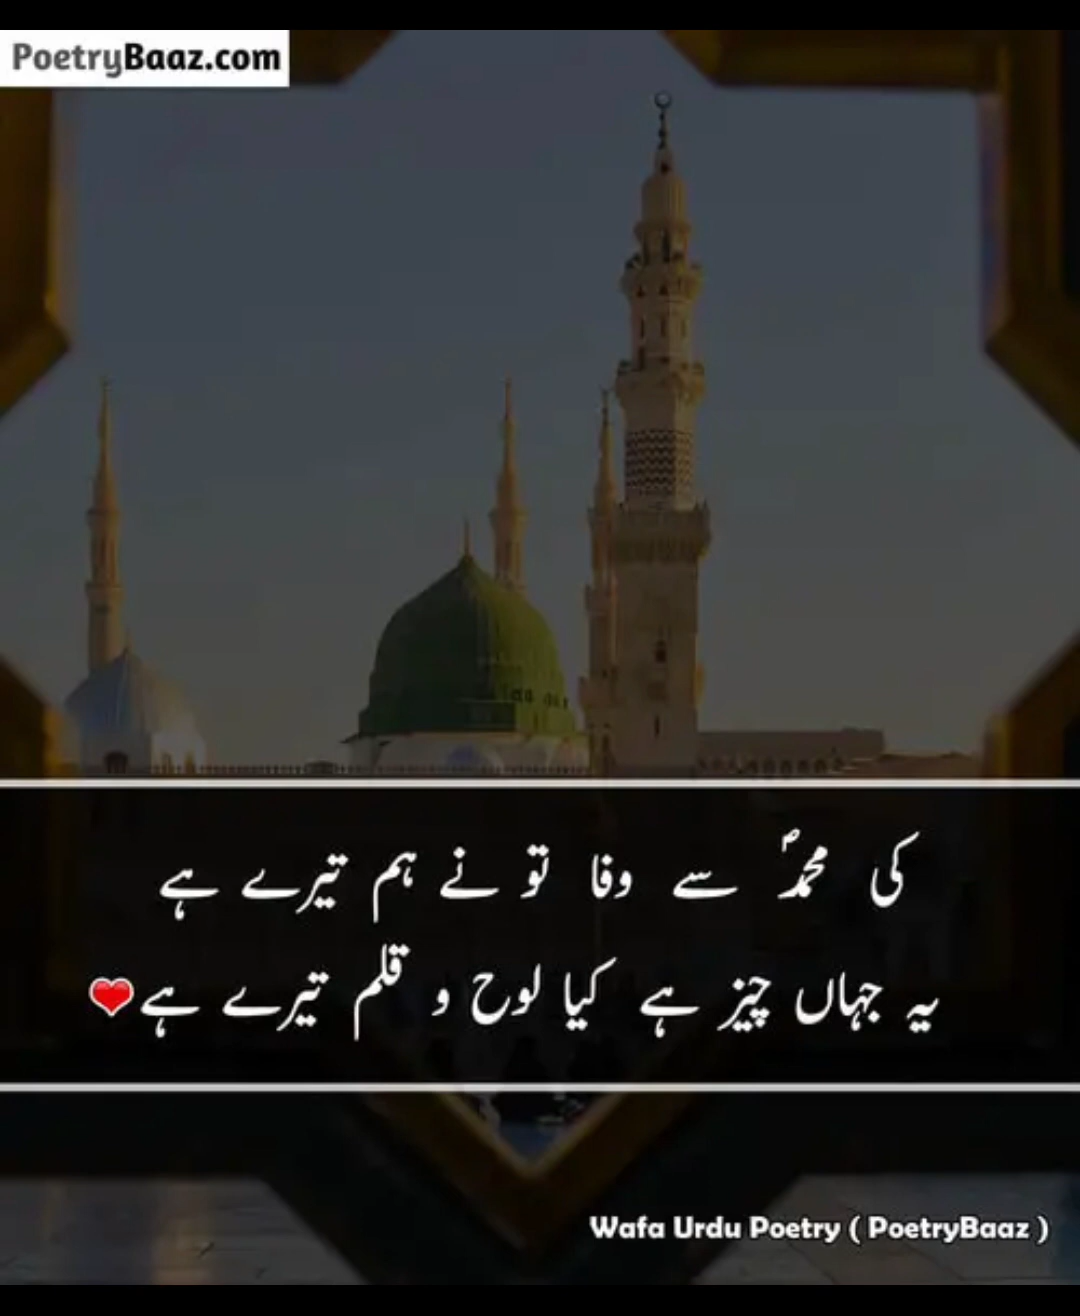 PoetryBaaz.com
کی محمدؐ سے وفا تو نے ہم تیرے ہے
یہ جہاں چیز ہے کیا لوح و قلم تیرے ہے❤
Wafa Urdu Poetry ( PoetryBaaz )